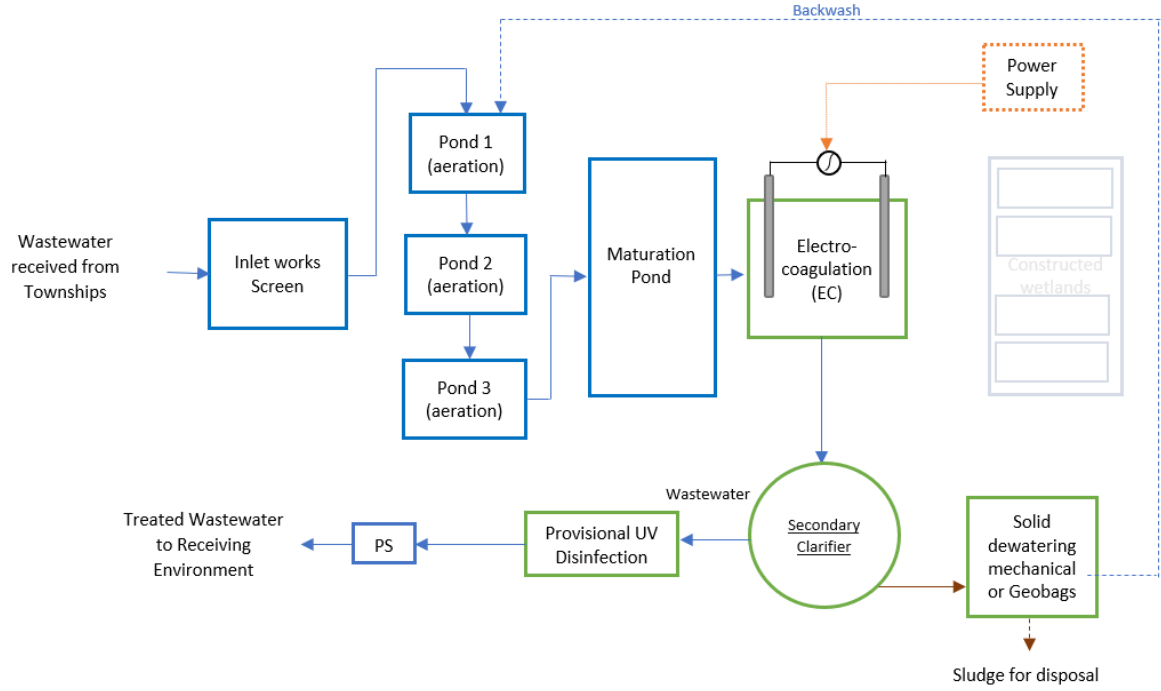 Backwash
Power
Supply
Pond 1
(aeration)
Wastewater
received from
Townships
Inlet works
Screen
Pond 2
(aeration)
Pond 3
(aeration)
Maturation
Pond
Electro-
coagulation
(EC)
Constructed
wetlands
Treated Wastewater
to Receiving
Environment
PS
Provisional UV
Disinfection
Wastewater
Secondary
Clarifier
Solid
dewatering
mechanical
or Geobags
Sludge for disposal